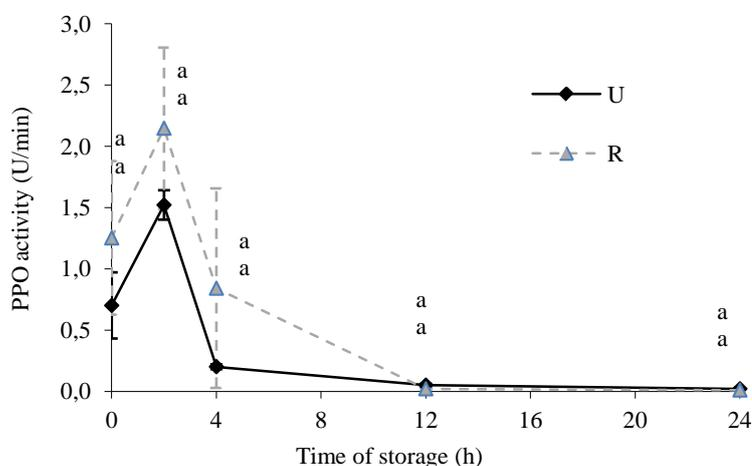 3,0
2,5
2,0
1,5
1,0
0,5
0,0
PPO activity (U/min)
a
a
a
a
a
a
a
a
a
a
U
R
0 4 8 12 16 20 24
Time of storage (h)